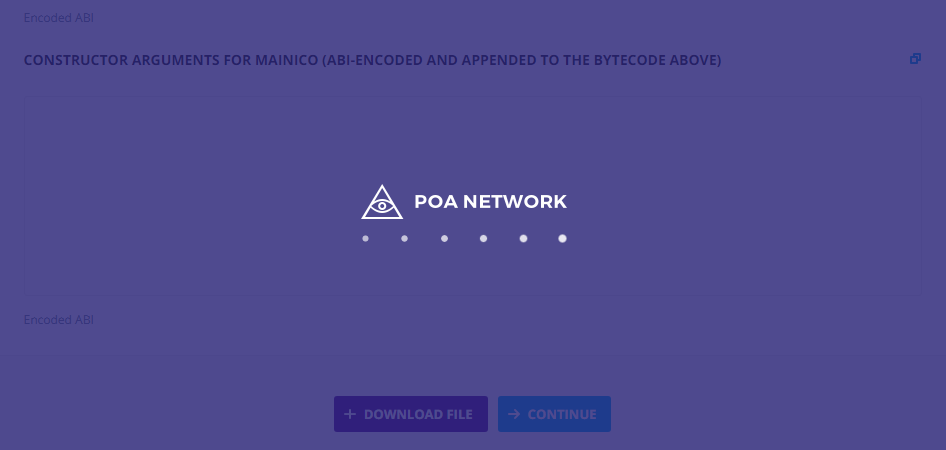 Encoded ABI
CONSTRUCTOR ARGUMENTS FOR MAINICO (ABI-ENCODED AND APPENDED TO THE BYTECODE ABOVE)
POA NETWORK
Encoded ABI
DOWNLOAD FILE
CONTINUE